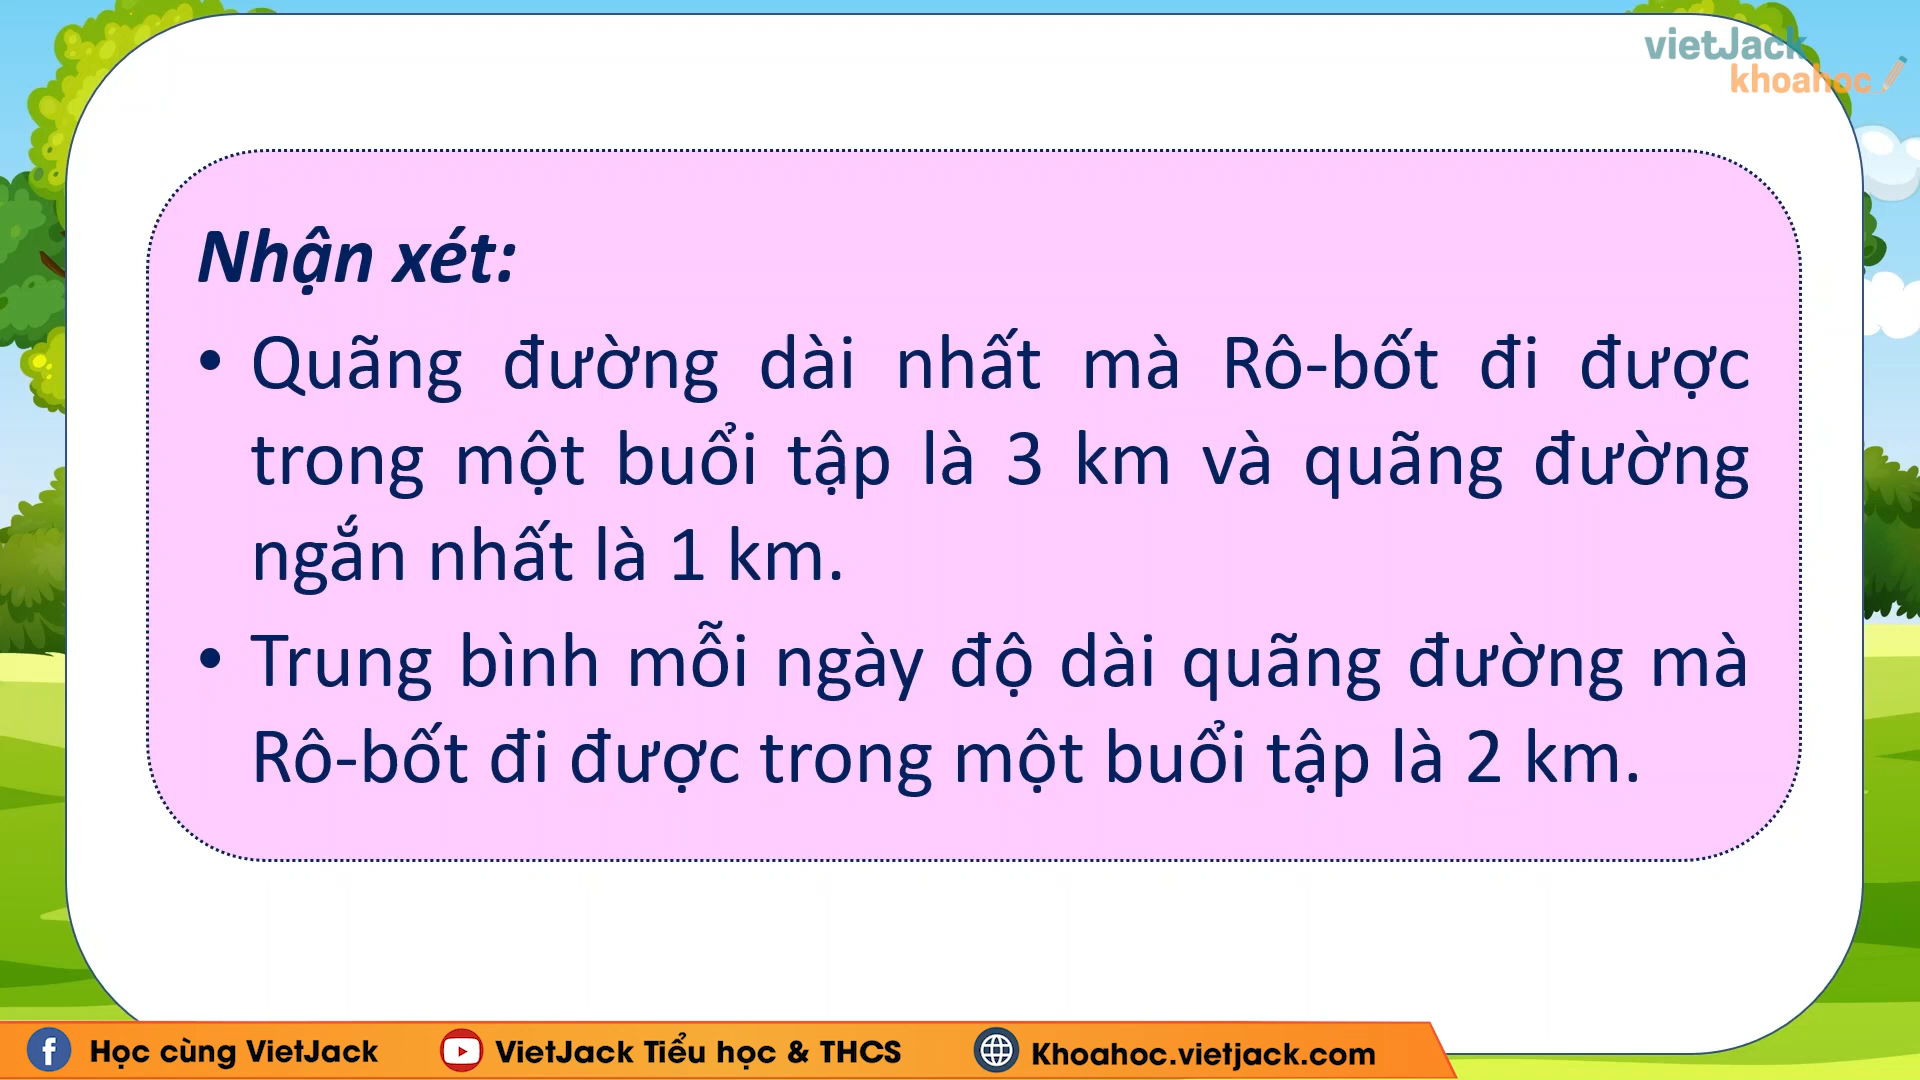 vietJack
khoahoc
Nhận xét:
• Quãng đường dài nhất mà Rô-bốt đi được
trong một buổi tập là 3 km và quãng đường
ngắn nhất là 1 km.
• Trung bình mỗi ngày độ dài quãng đường mà
Rô-bốt đi được trong một buổi tập là 2 km.
Học cùng VietJack
VietJack Tiểu học & THCS
Khoahoc.vietjack.com